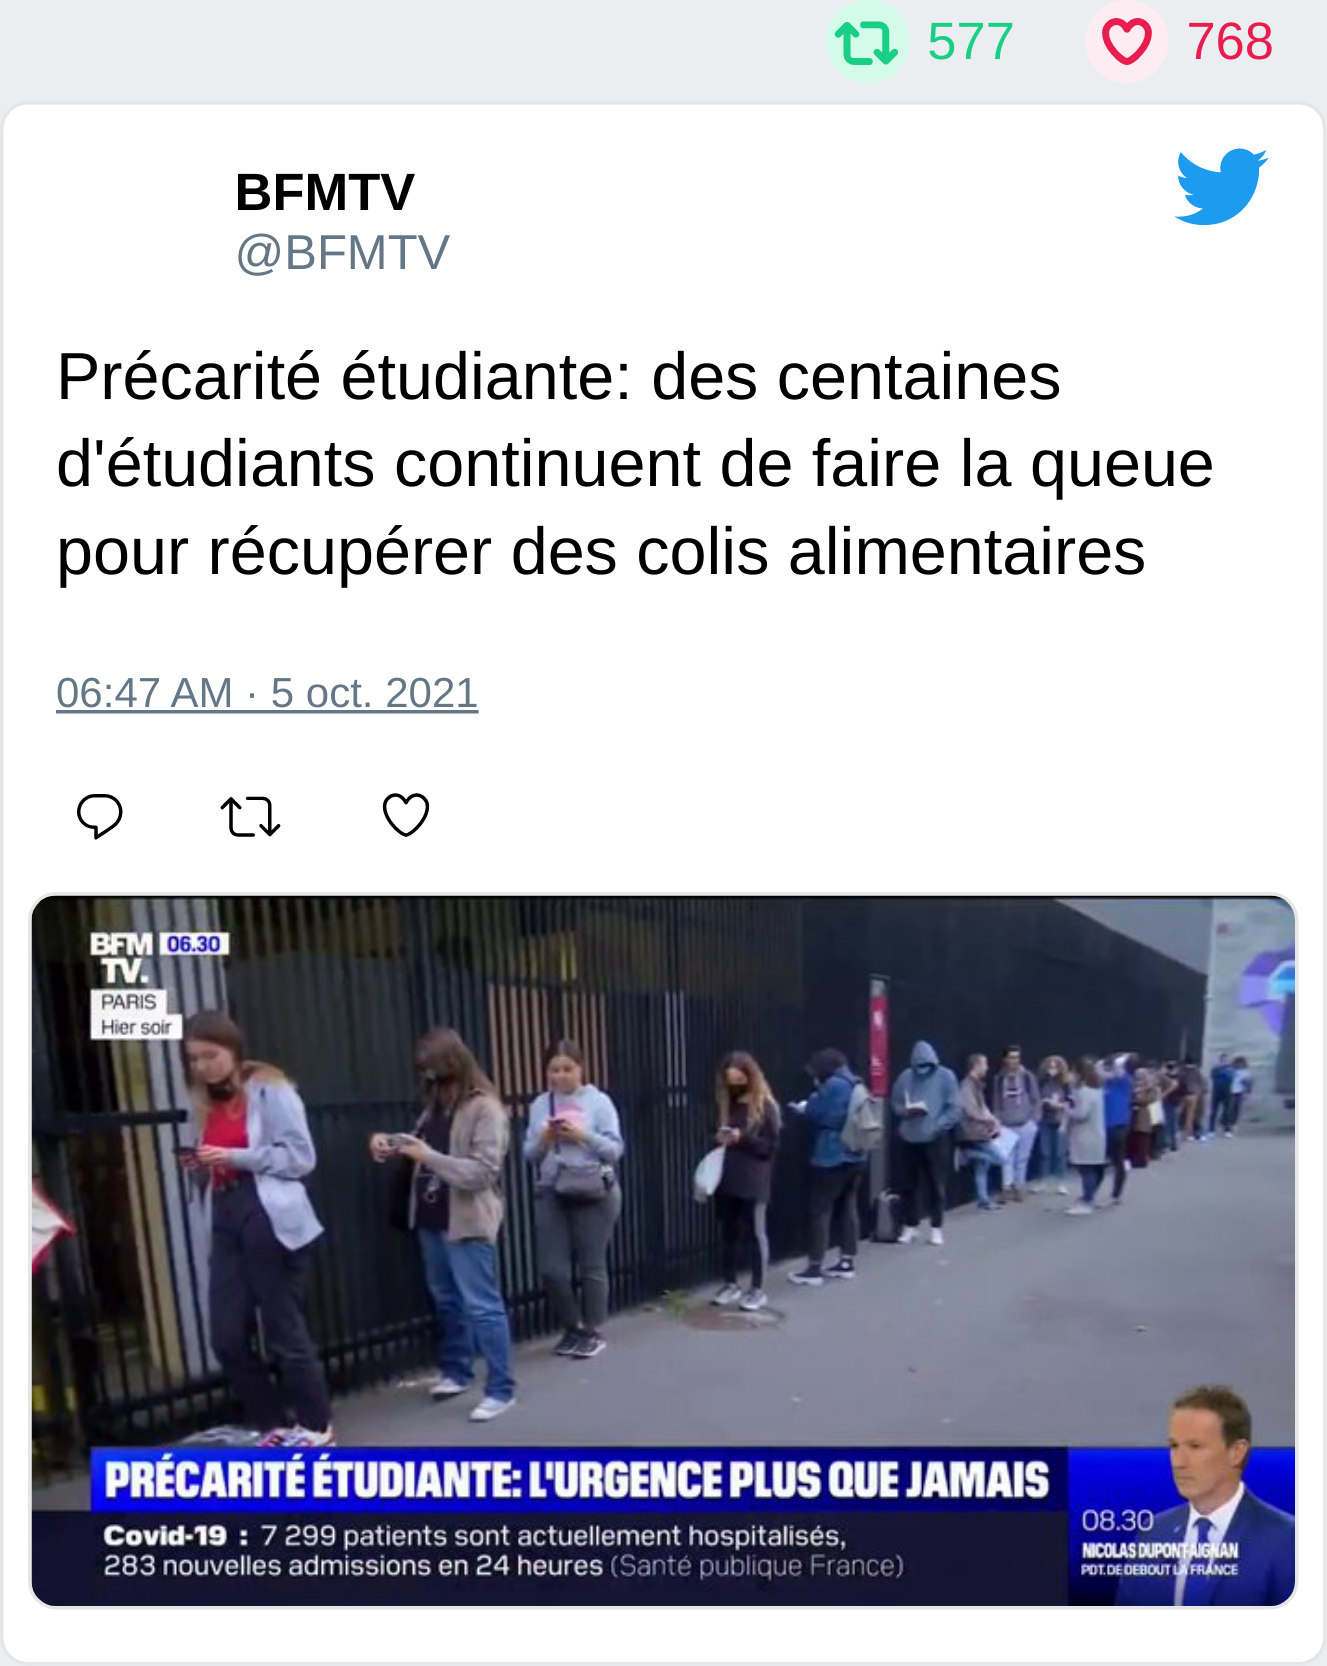 577 768
BFMTV
@BFMTV
Précarité étudiante: des centaines
d'étudiants continuent de faire la queue
pour récupérer des colis alimentaires
06:47 AM · 5 oct. 2021
BFM 06.30
TV.
PARIS
Hier soir
PRÉCARITÉ ÉTUDIANTE: L'URGENCE PLUS QUE JAMAIS
Covid-19 : 7 299 patients sont actuellement hospitalisés,
283 nouvelles admissions en 24 heures (Santé publique France)
08.30
NICOLAS DUPONT-AIGNAN
PDT. DE DEBOUT LA FRANCE